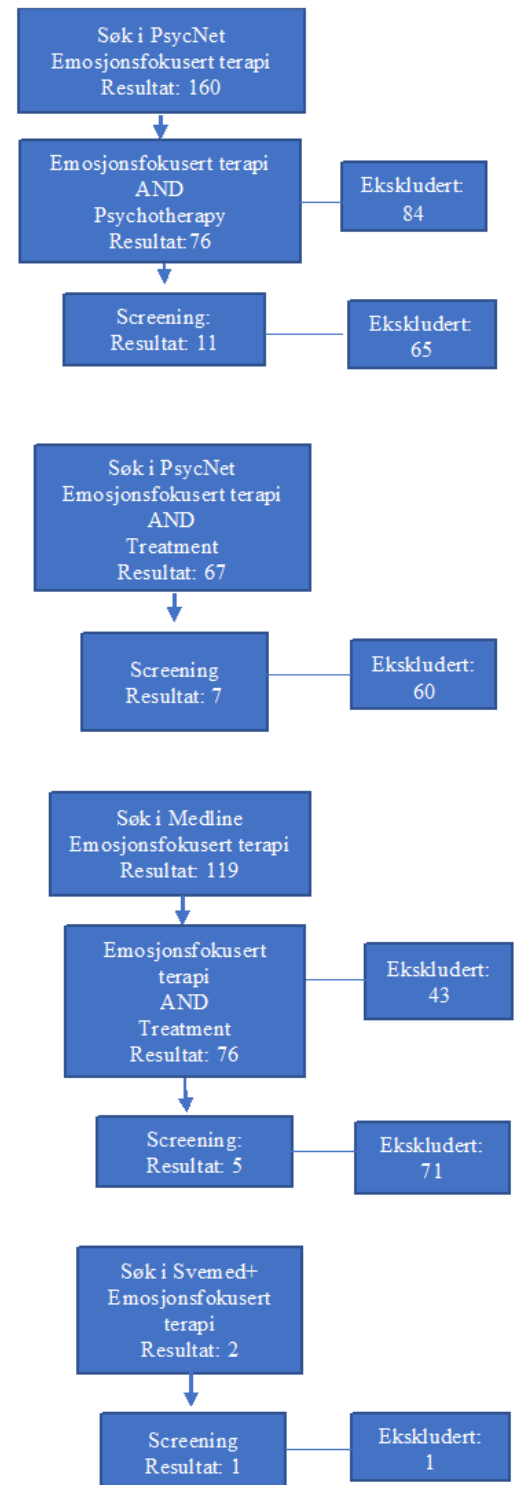 Søk i PsycNet
Emosjonsfokusert terapi
Resultat: 160
Emosjonsfokusert terapi
AND
Psychotherapy
Resultat:76
Ekskludert:
84
Screening:
Resultat: 11
Ekskludert:
65
Søk i PsycNet
Emosjonsfokusert terapi
AND
Treatment
Resultat: 67
Screening
Resultat: 7
Ekskludert:
60
Søk i Medline
Emosjonsfokusert terapi
Resultat: 119
Emosjonsfokusert
terapi
AND
Treatment
Resultat: 76
Ekskludert:
43
Screening:
Resultat: 5
Ekskludert:
71
Søk i Svemed+
Emosjonsfokusert
terapi
Resultat: 2
Screening
Resultat: 1
Ekskludert:
1